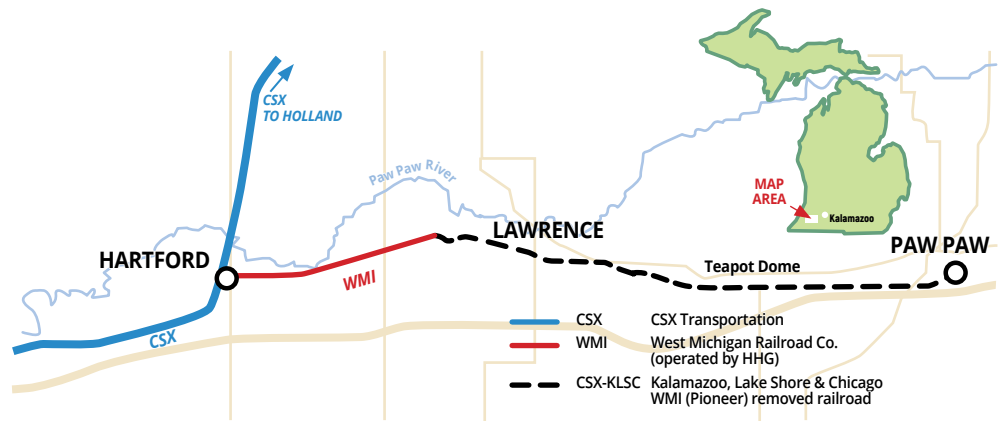 CSX
TO HOLLAND
Paw Paw River
MAP
AREA
Kalamazoo
LAWRENCE
PAW PAW
HARTFORD
Teapot Dome
WMI
CSX
CSX CSX Transportation
WMI West Michigan Railroad Co.
(operated by HHG)
CSX-KLSC Kalamazoo, Lake Shore & Chicago
WMI (Pioneer) removed railroad